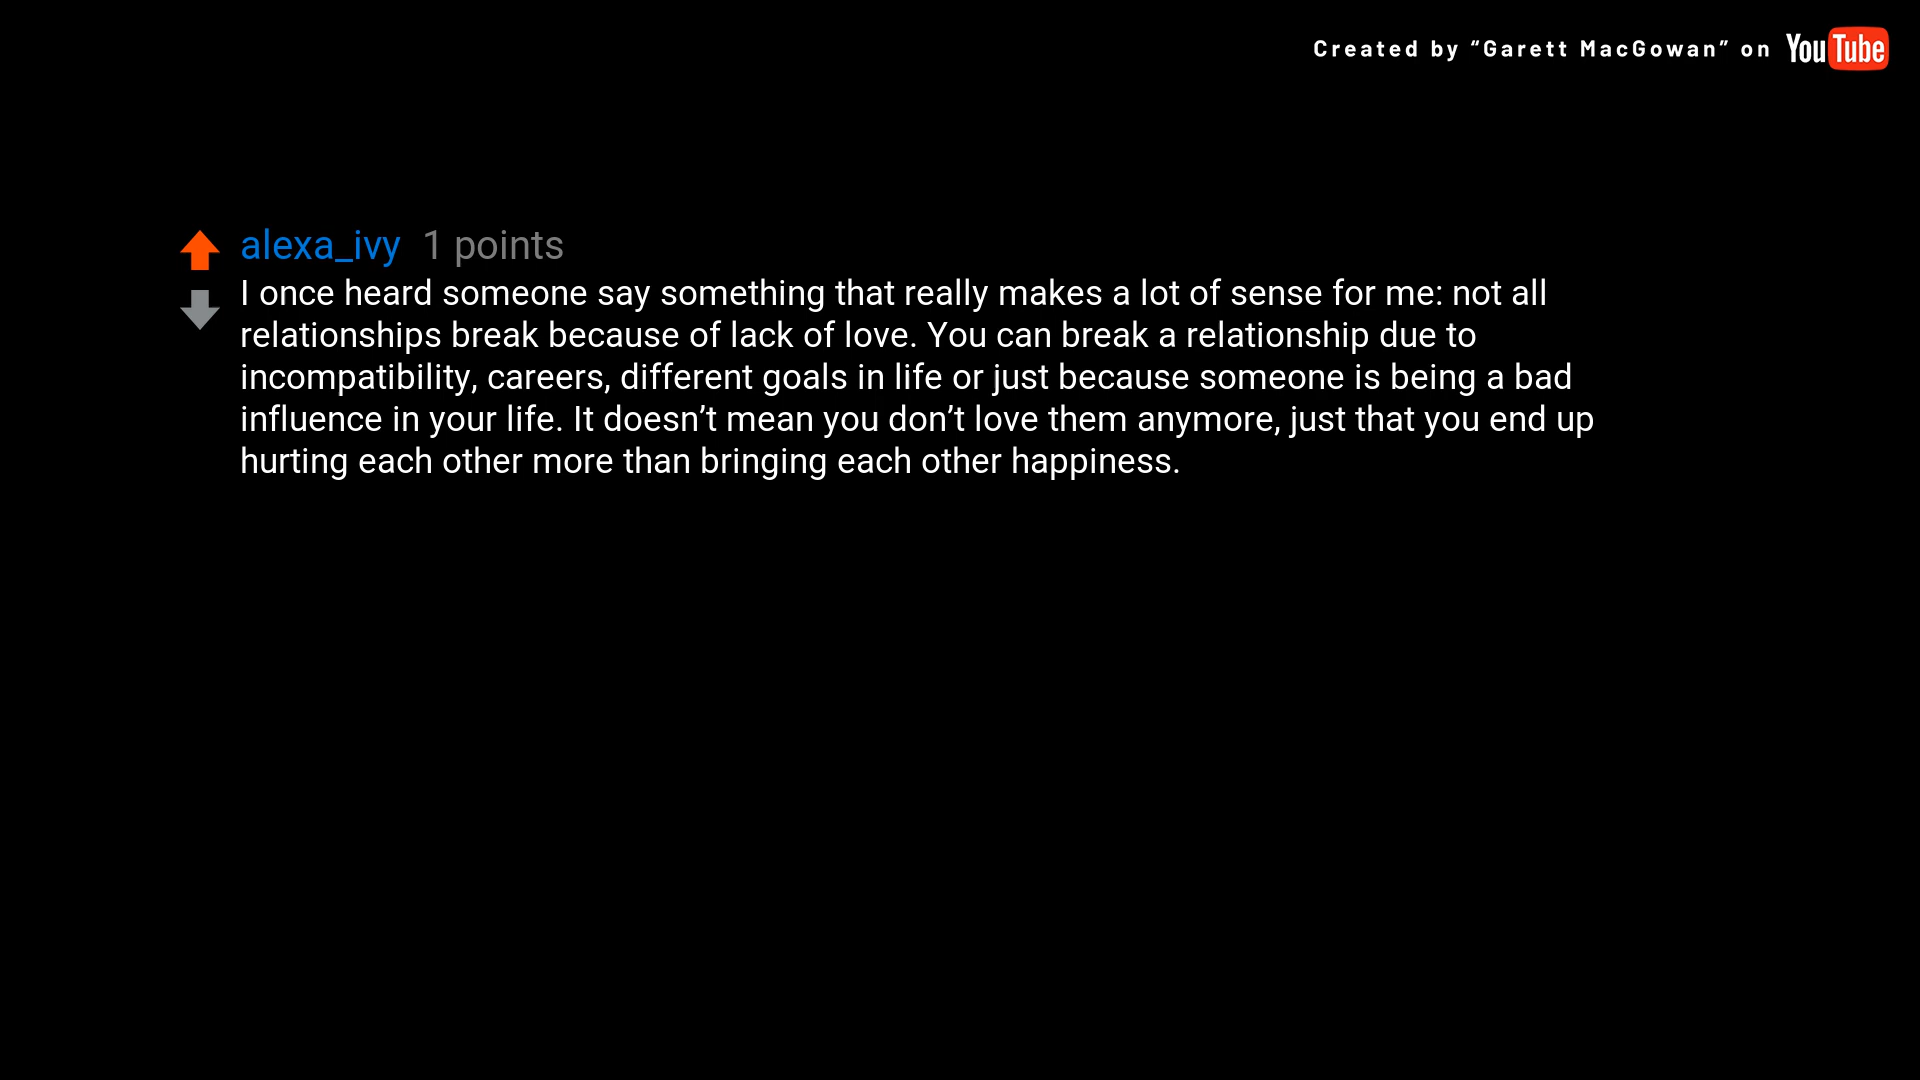 Created by “Garett MacGowan” on YouTube
alexa_ivy 1 points
I once heard someone say something that really makes a lot of sense for me: not all
relationships break because of lack of love. You can break a relationship due to
incompatibility, careers, different goals in life or just because someone is being a bad
influence in your life. It doesn’t mean you don’t love them anymore, just that you end up
hurting each other more than bringing each other happiness.